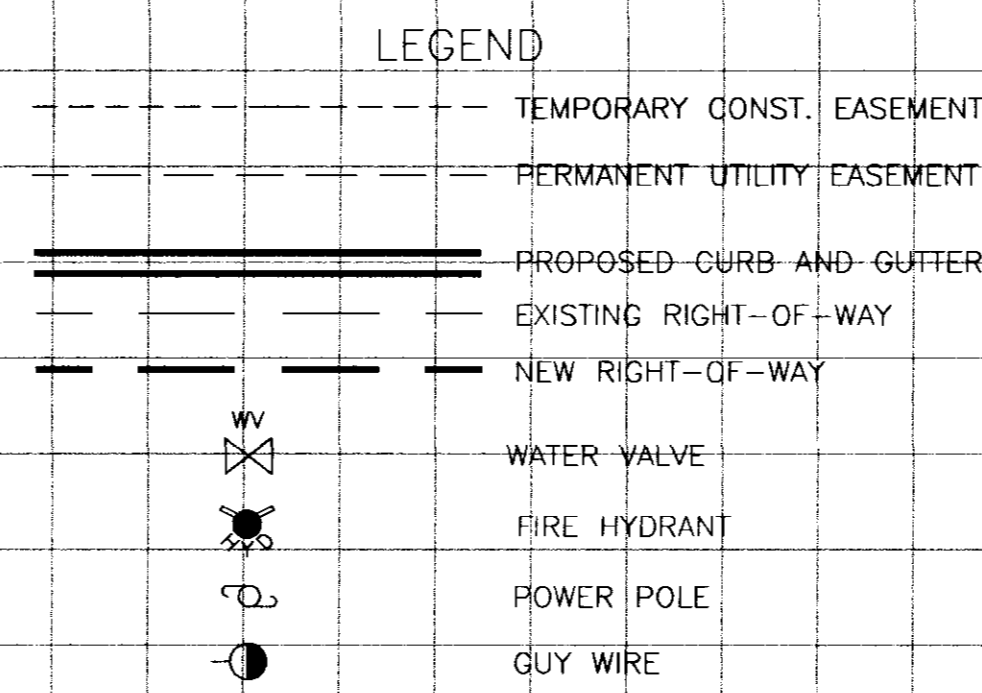 LEGEND
TEMPORARY CONST. EASEMENT
PERMANENT UTILITY EASEMENT
PROPOSED CURB AND GUTTER
EXISTING RIGHT-OF-WAY
NEW RIGHT-OF-WAY
WV
WATER VALVE
FIRE HYDRANT
HYD
POWER POLE
GUY WIRE